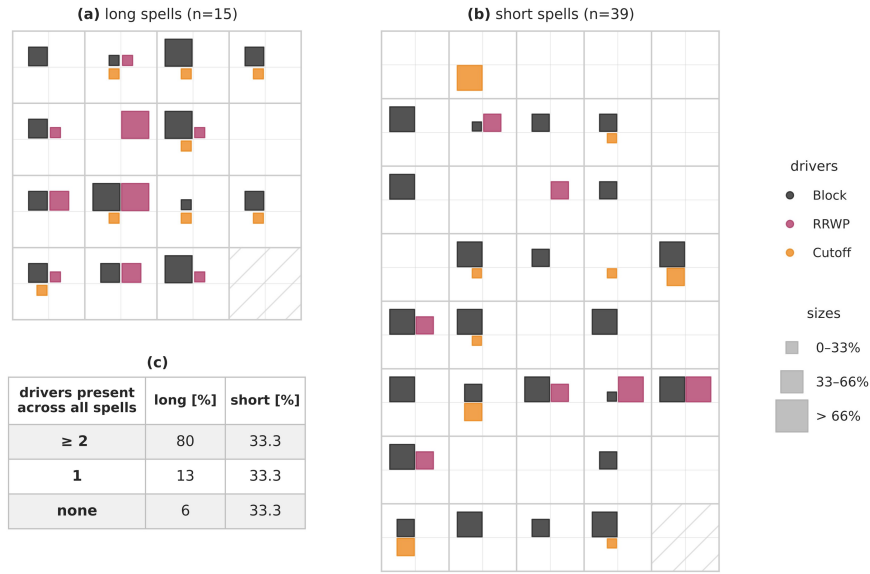 (a) long spells (n=15)
(b) short spells (n=39)
drivers
Block
RRWP
Cutoff
sizes
0–33%
33–66%
> 66%
(c)
drivers present
across all spells
long [%]
short [%]
≥ 2
80
33.3
1
13
33.3
none
6
33.3